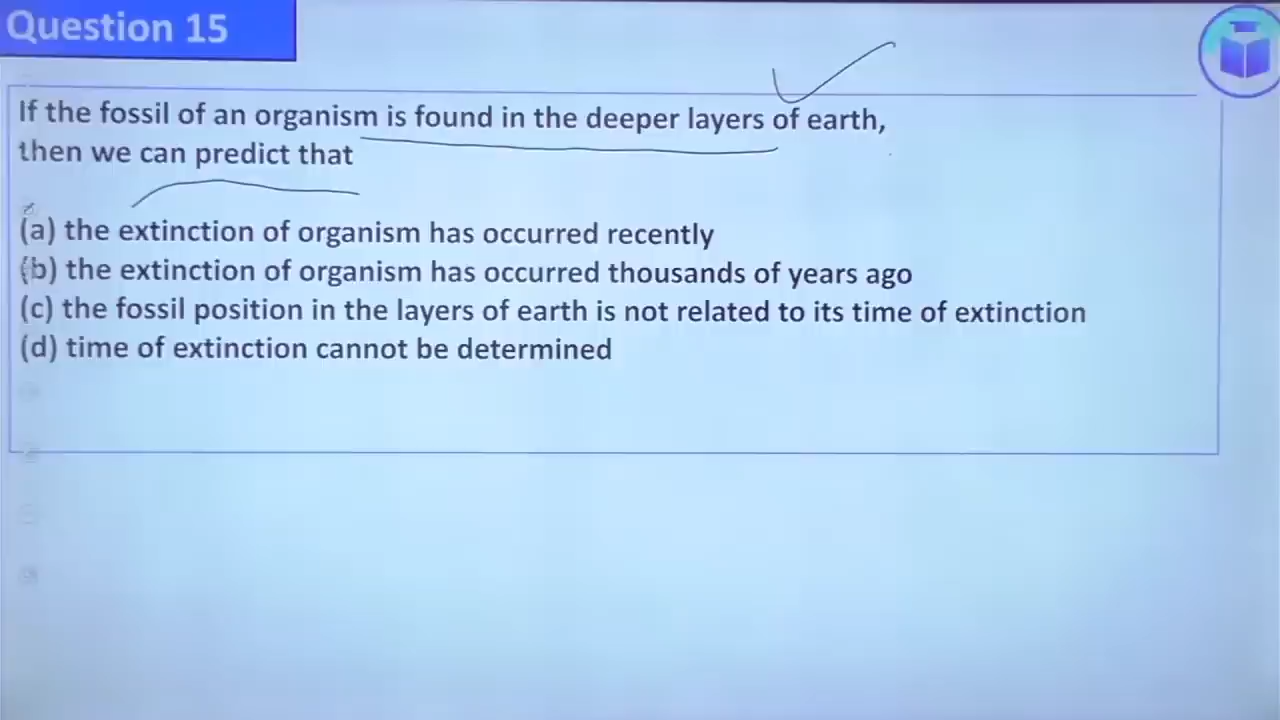 Question 15
If the fossil of an organism is found in the deeper layers of earth,
then we can predict that
(a) the extinction of organism has occurred recently
(b) the extinction of organism has occurred thousands of years ago
(c) the fossil position in the layers of earth is not related to its time of extinction
(d) time of extinction cannot be determined